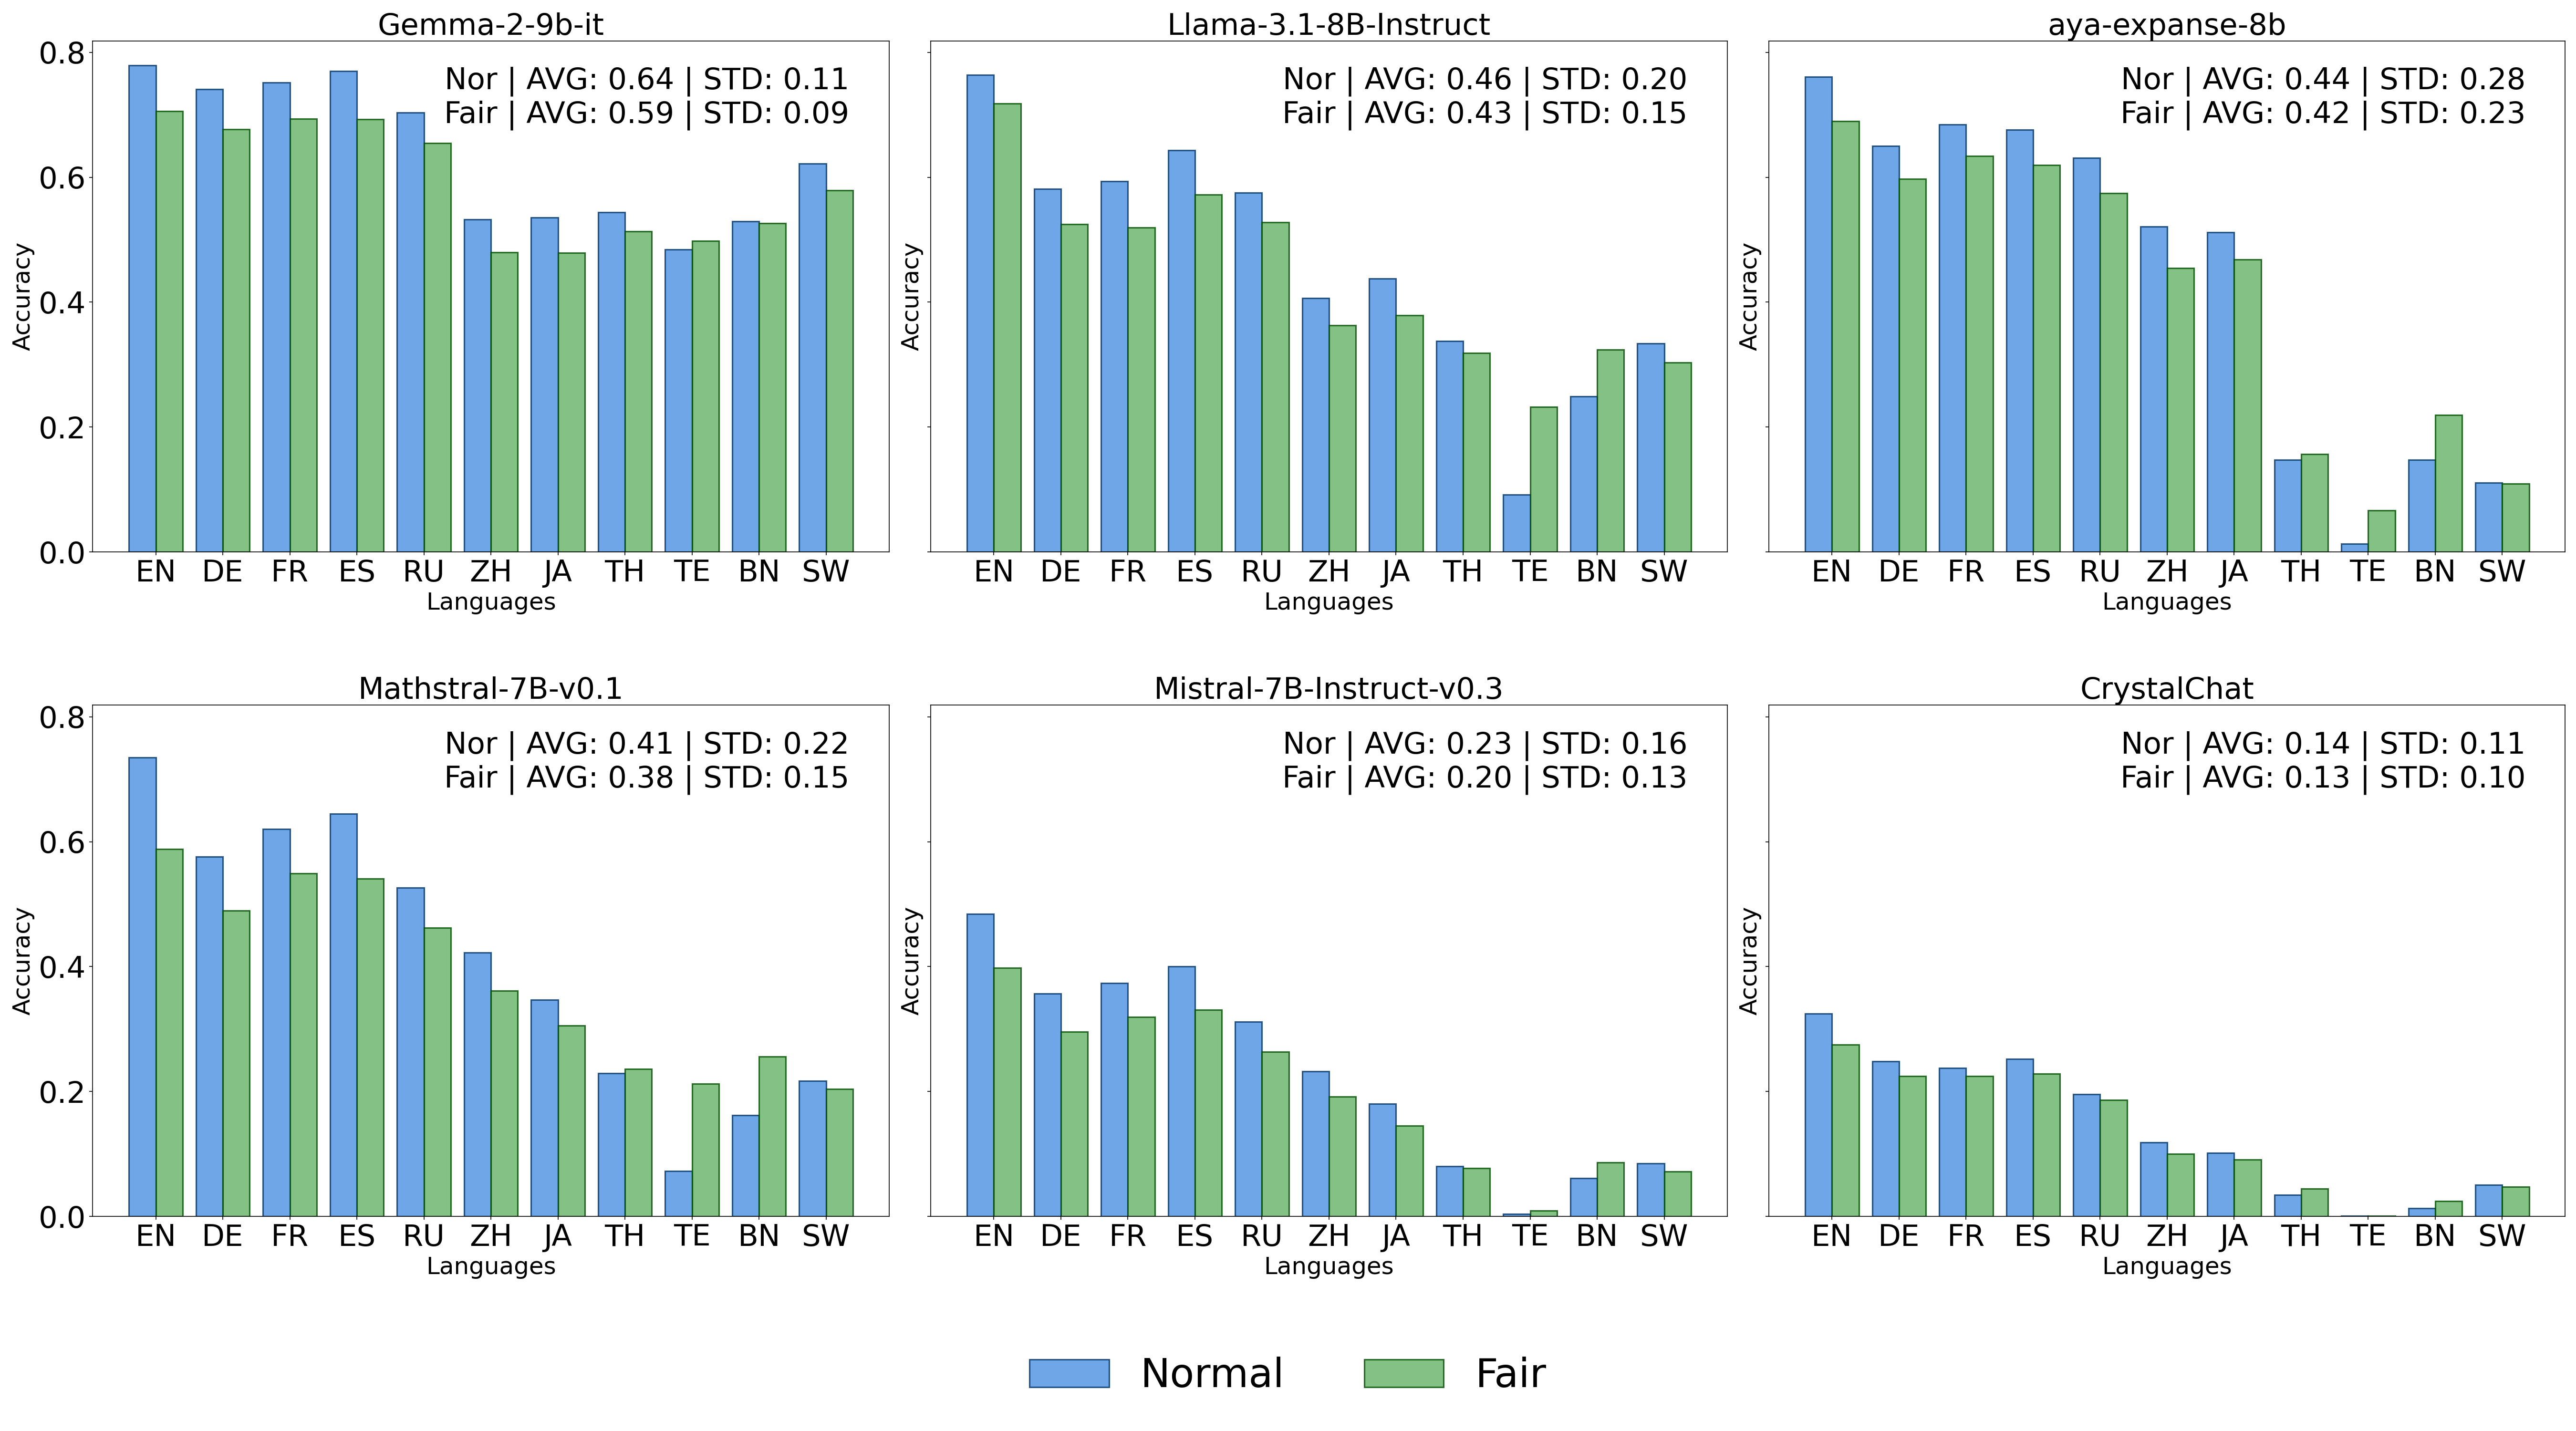 Gemma-2-9b-it
Nor | AVG: 0.64 | STD: 0.11
Fair | AVG: 0.59 | STD: 0.09
Accuracy
0.8
0.6
0.4
0.2
0.0
EN DE FR ES RU ZH JA TH TE BN SW
Languages
Llama-3.1-8B-Instruct
Nor | AVG: 0.46 | STD: 0.20
Fair | AVG: 0.43 | STD: 0.15
Accuracy
EN DE FR ES RU ZH JA TH TE BN SW
Languages
aya-expanse-8b
Nor | AVG: 0.44 | STD: 0.28
Fair | AVG: 0.42 | STD: 0.23
Accuracy
EN DE FR ES RU ZH JA TH TE BN SW
Languages
Mathstral-7B-v0.1
Nor | AVG: 0.41 | STD: 0.22
Fair | AVG: 0.38 | STD: 0.15
Accuracy
0.8
0.6
0.4
0.2
0.0
EN DE FR ES RU ZH JA TH TE BN SW
Languages
Mistral-7B-Instruct-v0.3
Nor | AVG: 0.23 | STD: 0.16
Fair | AVG: 0.20 | STD: 0.13
Accuracy
EN DE FR ES RU ZH JA TH TE BN SW
Languages
CrystalChat
Nor | AVG: 0.14 | STD: 0.11
Fair | AVG: 0.13 | STD: 0.10
Accuracy
EN DE FR ES RU ZH JA TH TE BN SW
Languages
Normal Fair